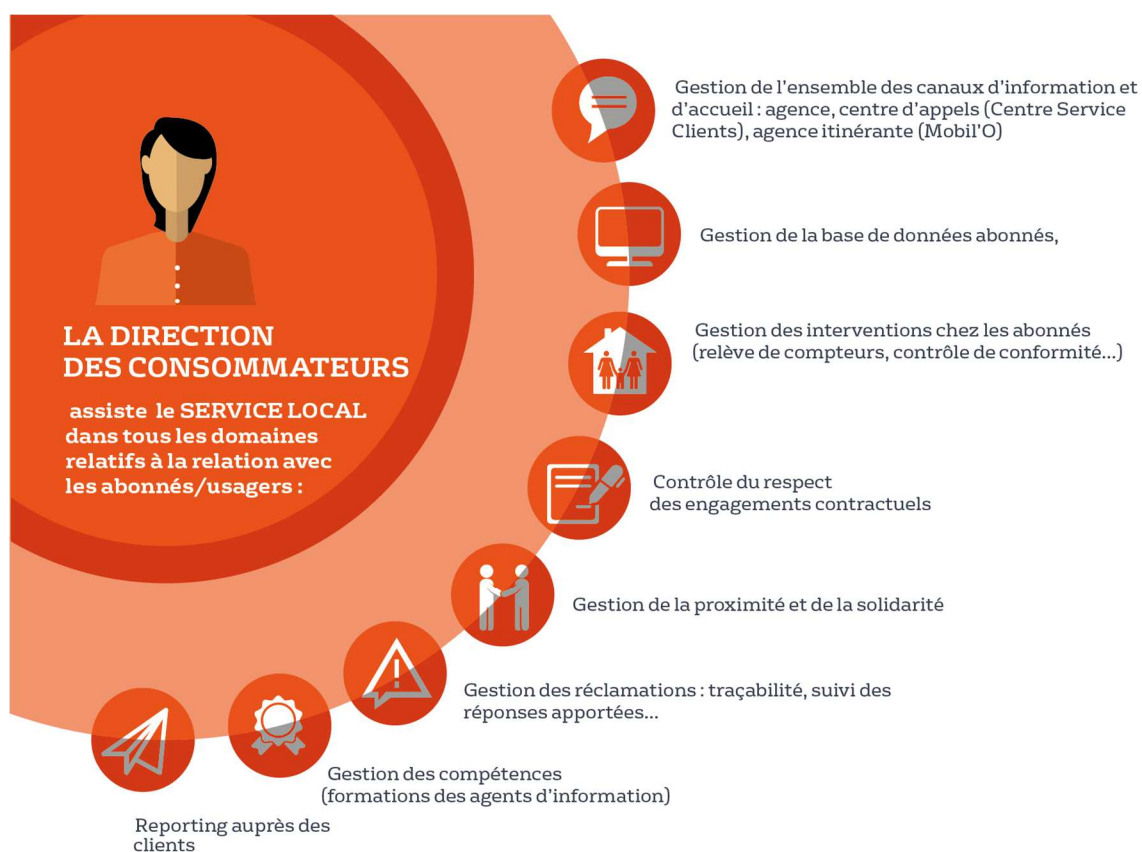 LA DIRECTION
DES CONSOMMATEURS
assiste le SERVICE LOCAL
dans tous les domaines
relatifs à la relation avec
les abonnés/usagers :
Gestion de l'ensemble des canaux d'information et
d'accueil : agence, centre d'appels (Centre Service
Clients), agence itinérante (Mobil'O)
Gestion de la base de données abonnés,
Gestion des interventions chez les abonnés
(relève de compteurs, contrôle de conformité...)
Contrôle du respect
des engagements contractuels
Gestion de la proximité et de la solidarité
Gestion des réclamations : traçabilité, suivi des
réponses apportées...
Gestion des compétences
(formations des agents d'information)
Reporting auprès des
clients